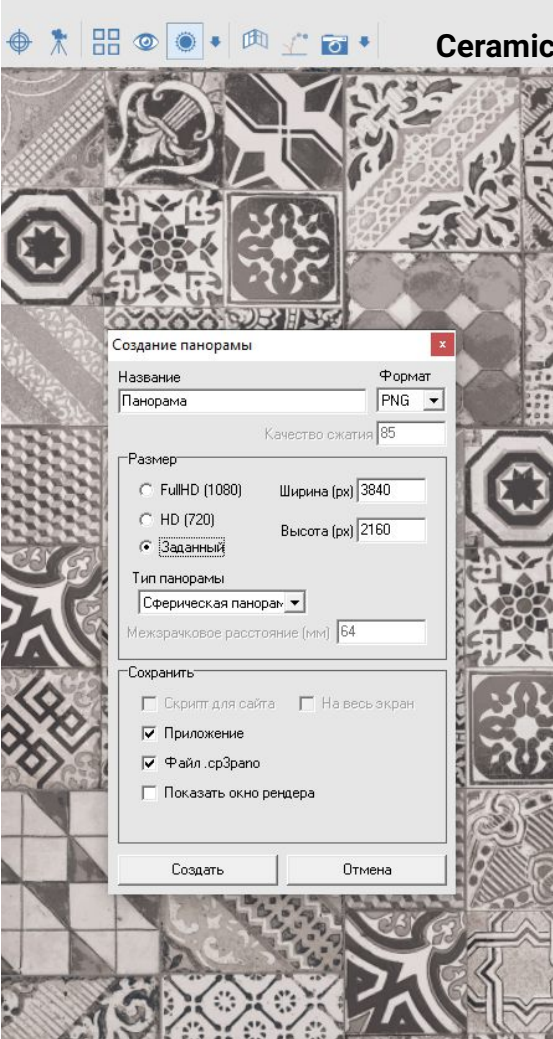 Ceramic
Создание панорамы
Название
Формат
Панорама
PNG
Качество сжатия 85
Размер
FullHD (1080)
Ширина (px) 3840
HD (720)
Высота (px) 2160
Заданный
Тип панорамы
Сферическая панорам
Межзрачковое расстояние (мм) 64
Сохранить
Скрипт для сайта
На весь экран
Приложение
Файл .cp3pano
Показать окно рендера
Создать
Отмена